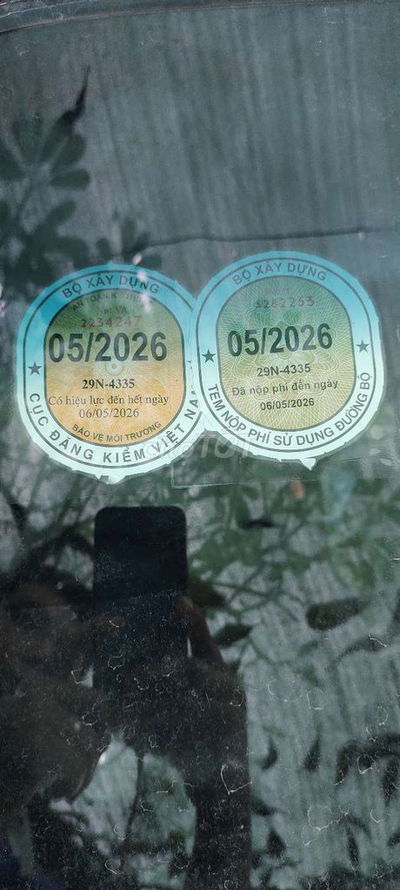 BỘ XÂY DỰNG
2234247
05/2026
29N-4335
Có hiệu lực đến hết ngày
06/05/2026
BẢO VỆ MÔI TRƯỜNG
CỤC ĐĂNG KIỂM VIỆT NA
BỘ XÂY DỰNG
5282253
05/2026
29N-4335
Đã nộp phí đến ngày
06/05/2026
TEM NỘP PHÍ SỬ DỤNG ĐƯỜNG BỘ